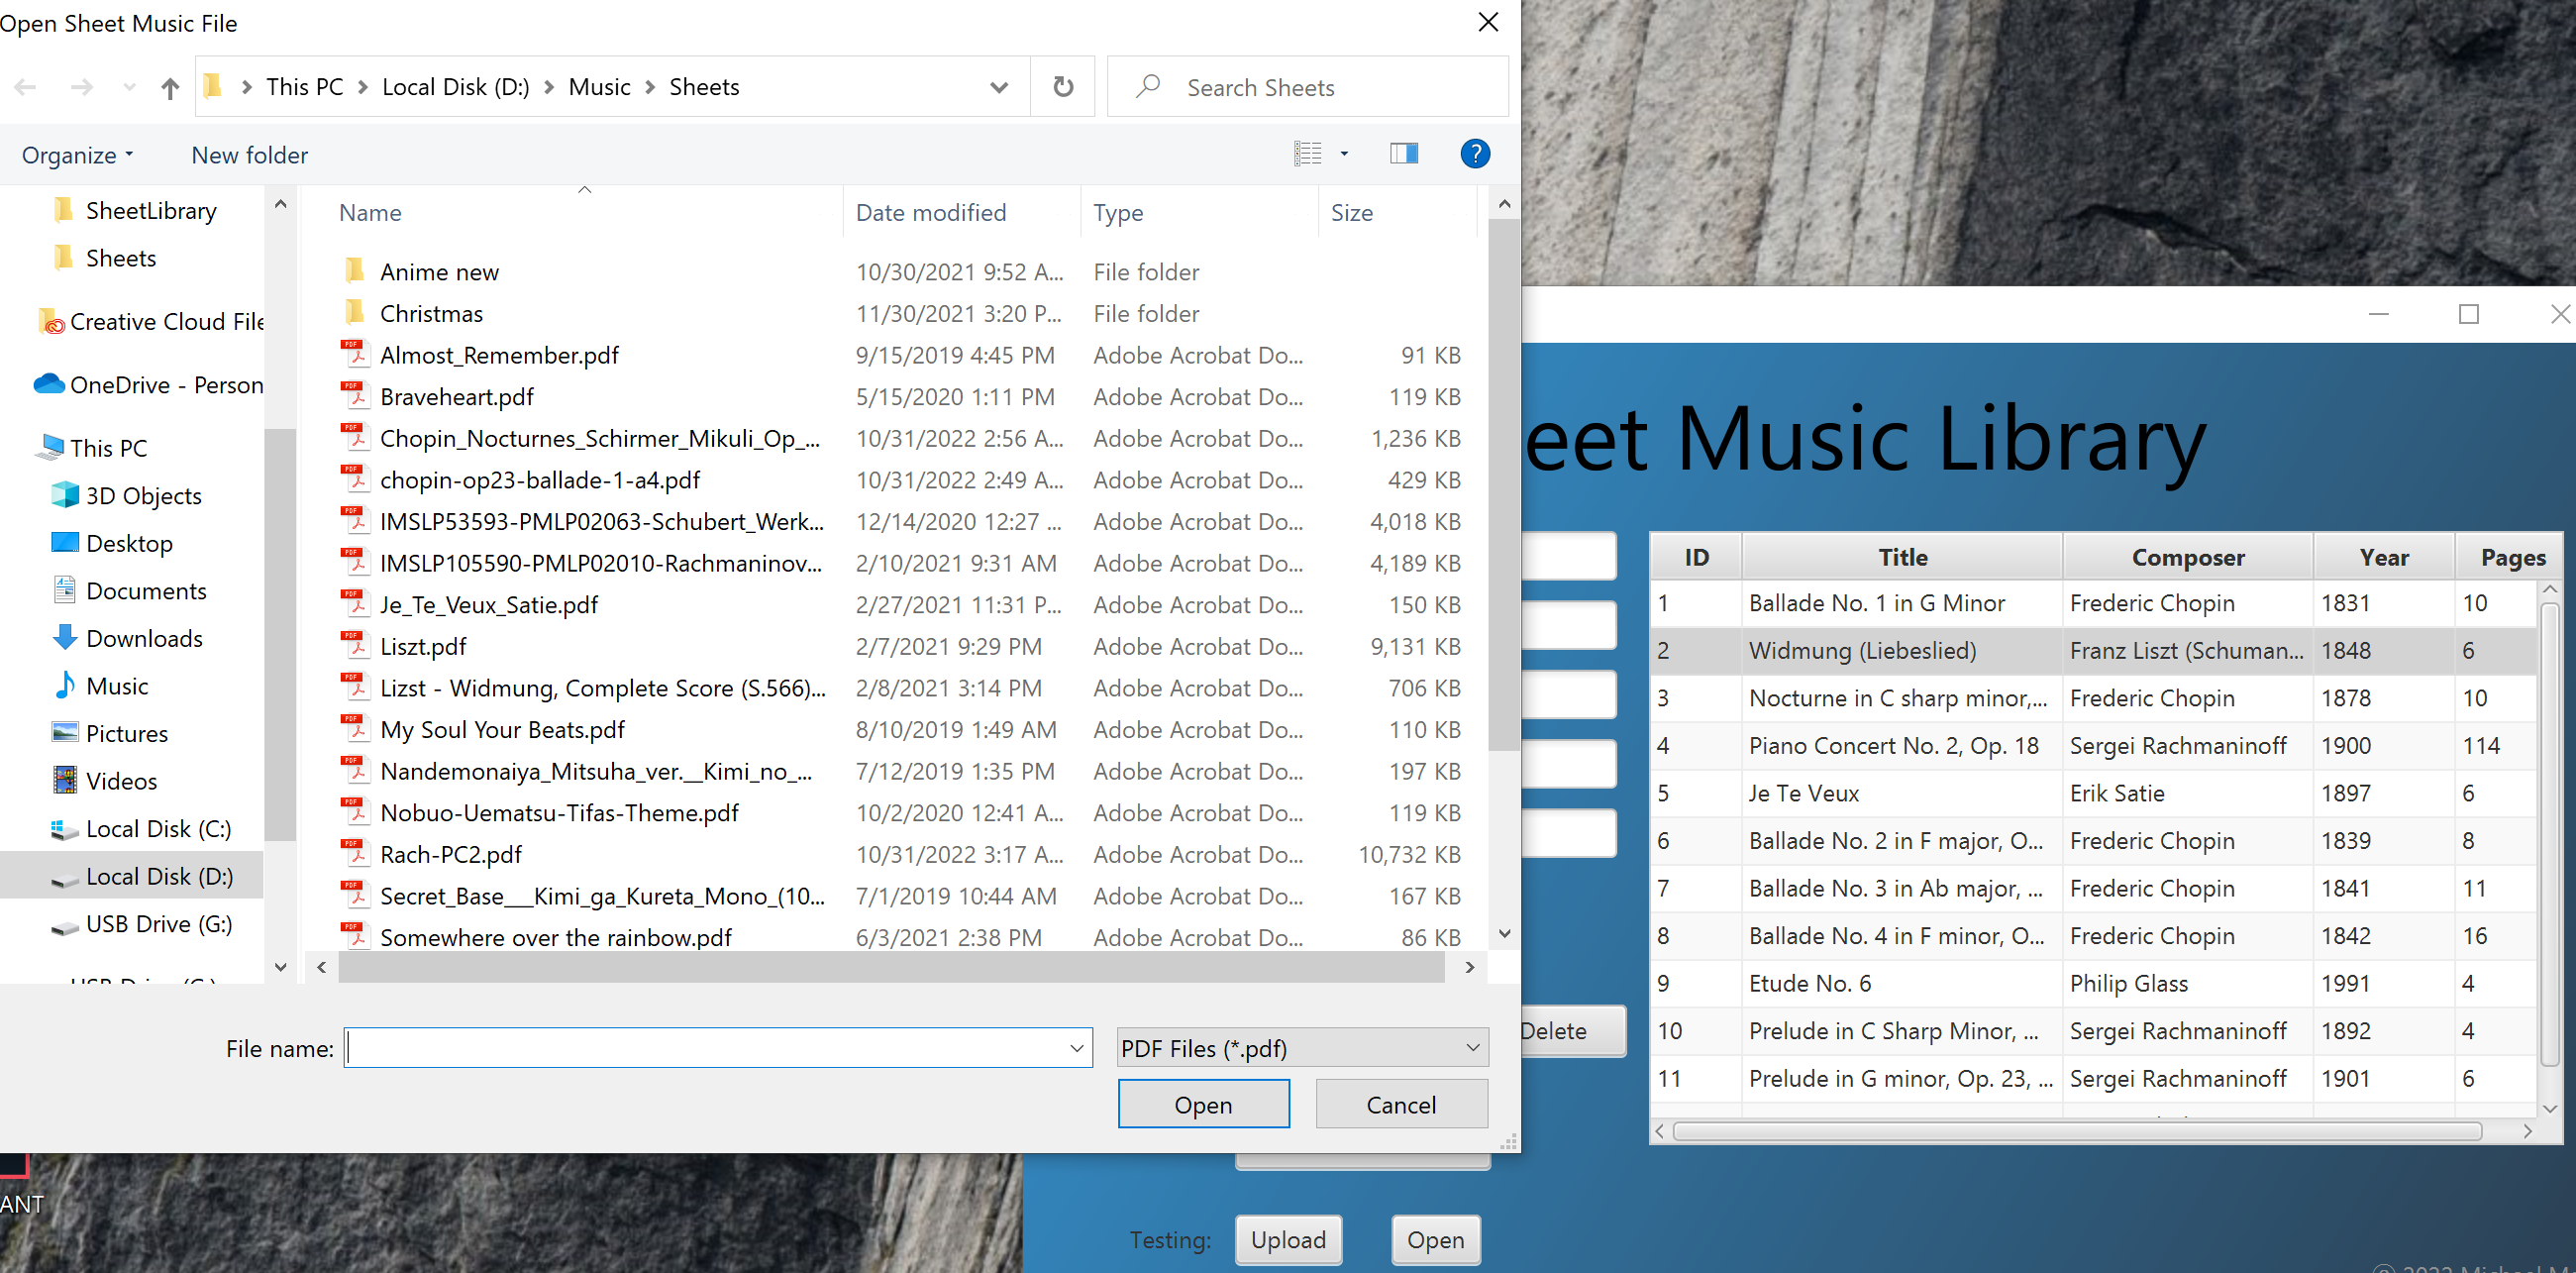 Open Sheet Music File
This PC > Local Disk (D:) > Music > Sheets
Search Sheets
Organize
New folder
?
SheetLibrary
Sheets
Creative Cloud File
OneDrive - Person
This PC
3D Objects
Desktop
Documents
Downloads
Music
Pictures
Videos
Local Disk (C:)
Local Disk (D:)
USB Drive (G:)
Name Date modified Type Size
Anime new 10/30/2021 9:52 A... File folder
Christmas 11/30/2021 3:20 P... File folder
Almost_Remember.pdf 9/15/2019 4:45 PM Adobe Acrobat Do... 91 KB
Braveheart.pdf 5/15/2020 1:11 PM Adobe Acrobat Do... 119 KB
Chopin_Nocturnes_Schirmer_Mikuli_Op_... 10/31/2022 2:56 A... Adobe Acrobat Do... 1,236 KB
chopin-op23-ballade-1-a4.pdf 10/31/2022 2:49 A... Adobe Acrobat Do... 429 KB
IMSLP53593-PMLP02063-Schubert_Werk... 12/14/2020 12:27 ... Adobe Acrobat Do... 4,018 KB
IMSLP105590-PMLP02010-Rachmaninov... 2/10/2021 9:31 AM Adobe Acrobat Do... 4,189 KB
Je_Te_Veux_Satie.pdf 2/27/2021 11:31 P... Adobe Acrobat Do... 150 KB
Liszt.pdf 2/7/2021 9:29 PM Adobe Acrobat Do... 9,131 KB
Lizst - Widmung, Complete Score (S.566)... 2/8/2021 3:14 PM Adobe Acrobat Do... 706 KB
My Soul Your Beats.pdf 8/10/2019 1:49 AM Adobe Acrobat Do... 110 KB
Nandemonaiya_Mitsuha_ver.__Kimi_no_... 7/12/2019 1:35 PM Adobe Acrobat Do... 197 KB
Nobuo-Uematsu-Tifas-Theme.pdf 10/2/2020 12:41 A... Adobe Acrobat Do... 119 KB
Rach-PC2.pdf 10/31/2022 3:17 A... Adobe Acrobat Do... 10,732 KB
Secret_Base___Kimi_ga_Kureta_Mono_(10... 7/1/2019 10:44 AM Adobe Acrobat Do... 167 KB
Somewhere over the rainbow.pdf 6/3/2021 2:38 PM Adobe Acrobat Do... 86 KB
File name:
PDF Files (*.pdf)
Open
Cancel
eet Music Library
ID Title Composer Year Pages
1 Ballade No. 1 in G Minor Frederic Chopin 1831 10
2 Widmung (Liebeslied) Franz Liszt (Schuman... 1848 6
3 Nocturne in C sharp minor,... Frederic Chopin 1878 10
4 Piano Concert No. 2, Op. 18 Sergei Rachmaninoff 1900 114
5 Je Te Veux Erik Satie 1897 6
6 Ballade No. 2 in F major, O... Frederic Chopin 1839 8
7 Ballade No. 3 in Ab major, ... Frederic Chopin 1841 11
8 Ballade No. 4 in F minor, O... Frederic Chopin 1842 16
9 Etude No. 6 Philip Glass 1991 4
10 Prelude in C Sharp Minor, ... Sergei Rachmaninoff 1892 4
11 Prelude in G minor, Op. 23, ... Sergei Rachmaninoff 1901 6
Delete
ANT
Testing:
Upload
Open
© 2022 Michael M